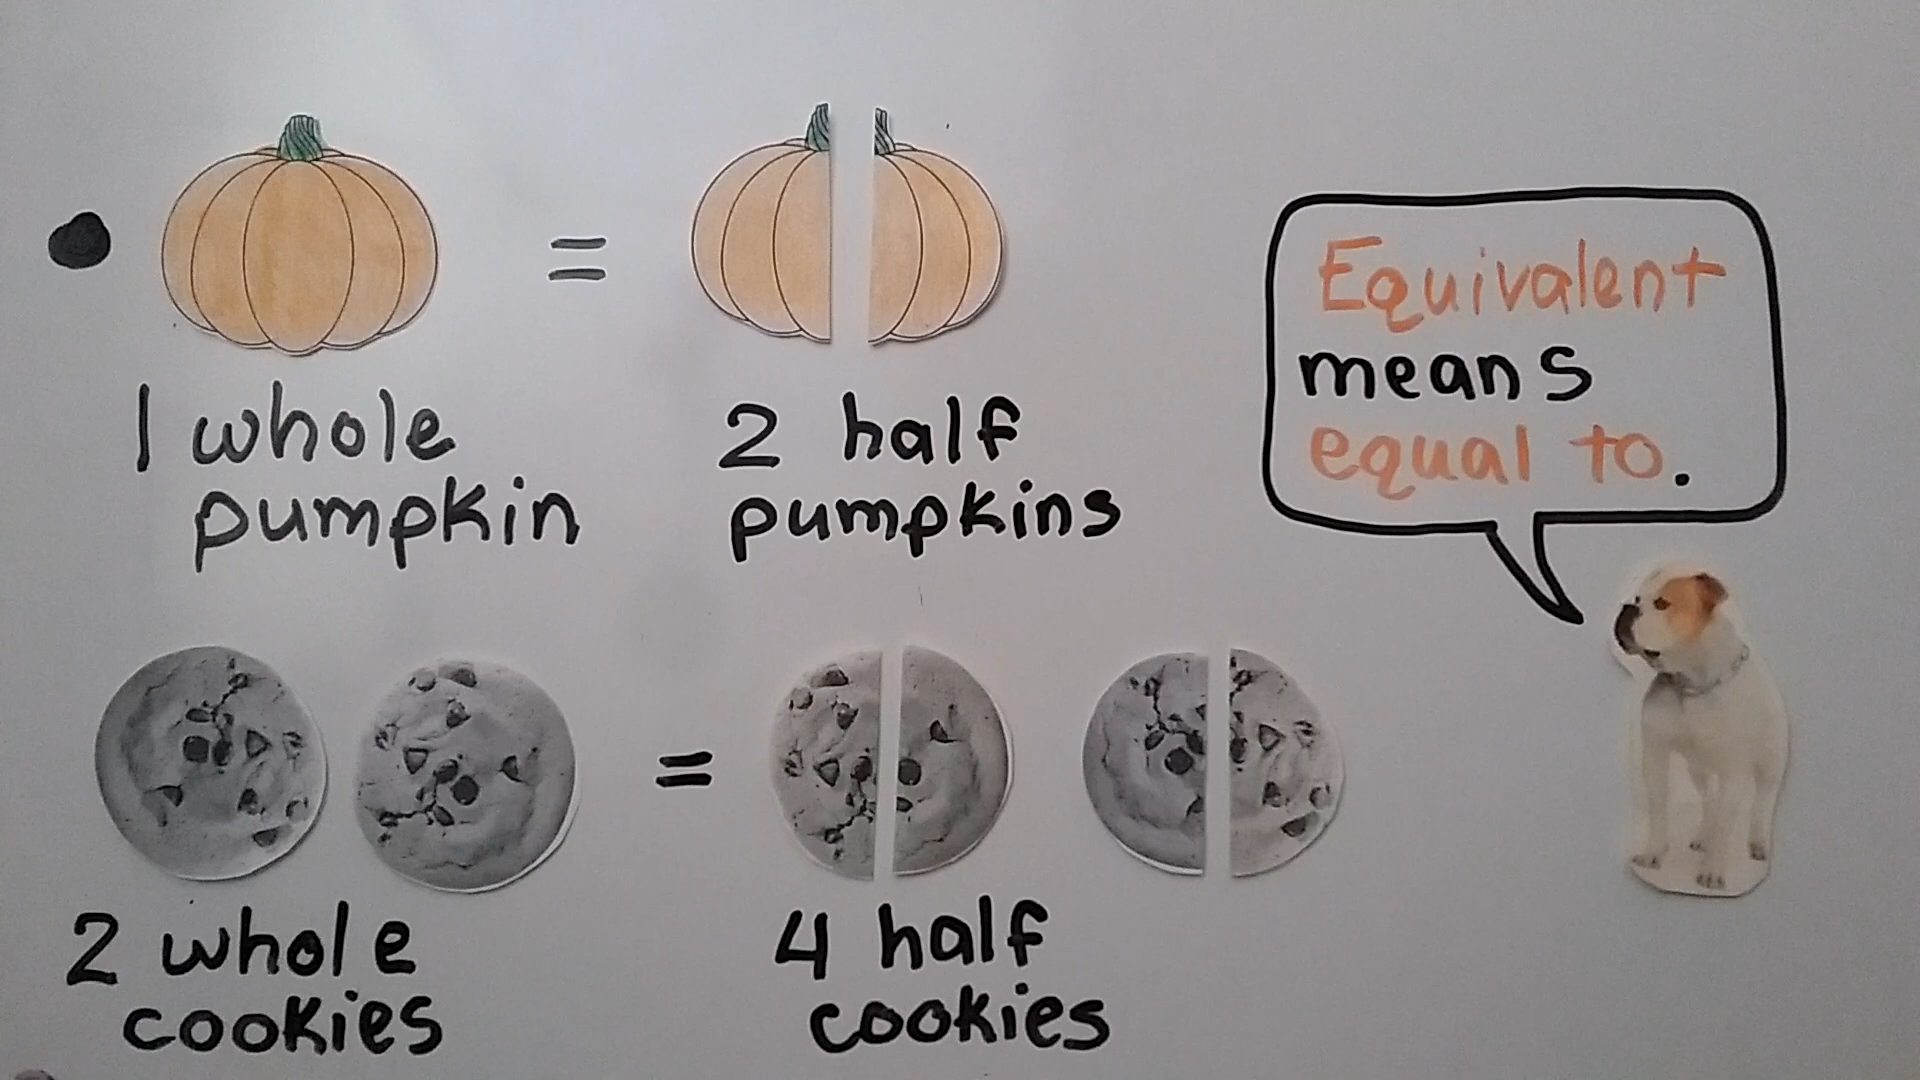 =
1 whole
pumpkin
2 half
pumpkins
Equivalent
means
equal to.
=
2 whole
cookies
4 half
cookies